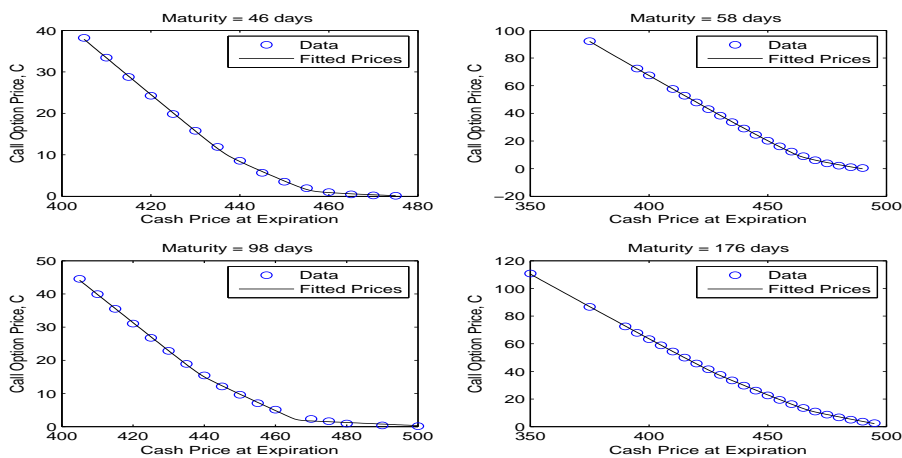 Maturity = 46 days
40
30
20
10
0
400
420
440
460
480
Call Option Price, C
Cash Price at Expiration
Data
Fitted Prices
Maturity = 58 days
100
80
60
40
20
0
−20
350
400
450
500
Call Option Price, C
Cash Price at Expiration
Data
Fitted Prices
Maturity = 98 days
50
40
30
20
10
0
400
420
440
460
480
500
Call Option Price, C
Cash Price at Expiration
Data
Fitted Prices
Maturity = 176 days
120
100
80
60
40
20
0
350
400
450
500
Call Option Price, C
Cash Price at Expiration
Data
Fitted Prices